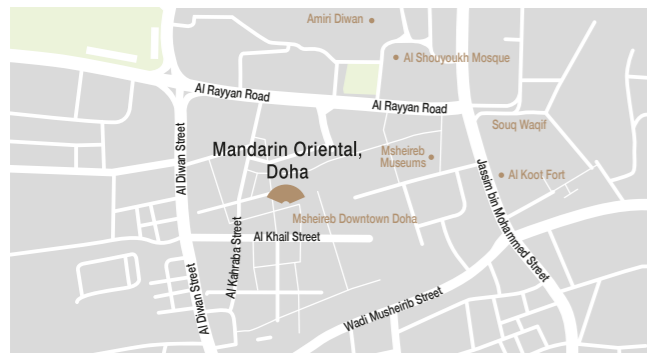 Amiri Diwan
Al Shouyoukh Mosque
Al Rayyan Road
Al Rayyan Road
Souq Waqif
Al Diwan Street
Mandarin Oriental,
Doha
Msheireb
Museums
Al Koot Fort
Jassim bin Mohammed Street
Msheireb Downtown Doha
Al Kahraba Street
Al Khail Street
Al Diwan Street
Wadi Musheirib Street